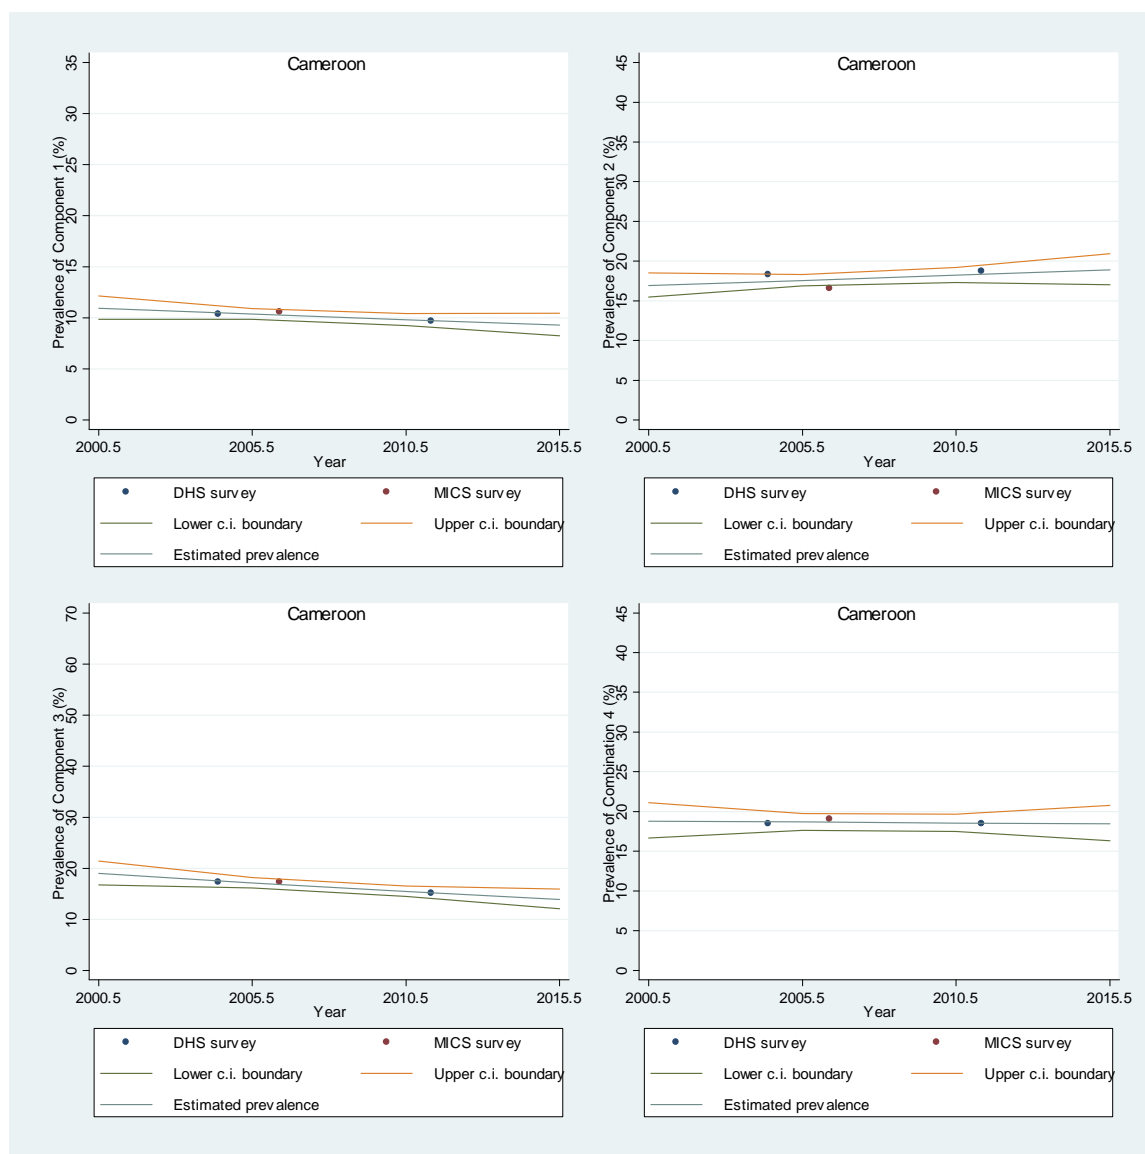 Cameroon
Prevalence of Component 1 (%)
35
30
25
20
15
10
5
0
2000.5 2005.5 2010.5 2015.5
Year
DHS survey MICS survey
Lower c.i. boundary Upper c.i. boundary
Estimated prevalence
Cameroon
Prevalence of Component 2 (%)
45
40
35
30
25
20
15
10
5
0
2000.5 2005.5 2010.5 2015.5
Year
DHS survey MICS survey
Lower c.i. boundary Upper c.i. boundary
Estimated prevalence
Cameroon
Prevalence of Component 3 (%)
70
60
50
40
30
20
10
0
2000.5 2005.5 2010.5 2015.5
Year
DHS survey MICS survey
Lower c.i. boundary Upper c.i. boundary
Estimated prevalence
Cameroon
Prevalence of Combination 4 (%)
45
40
35
30
25
20
15
10
5
0
2000.5 2005.5 2010.5 2015.5
Year
DHS survey MICS survey
Lower c.i. boundary Upper c.i. boundary
Estimated prevalence